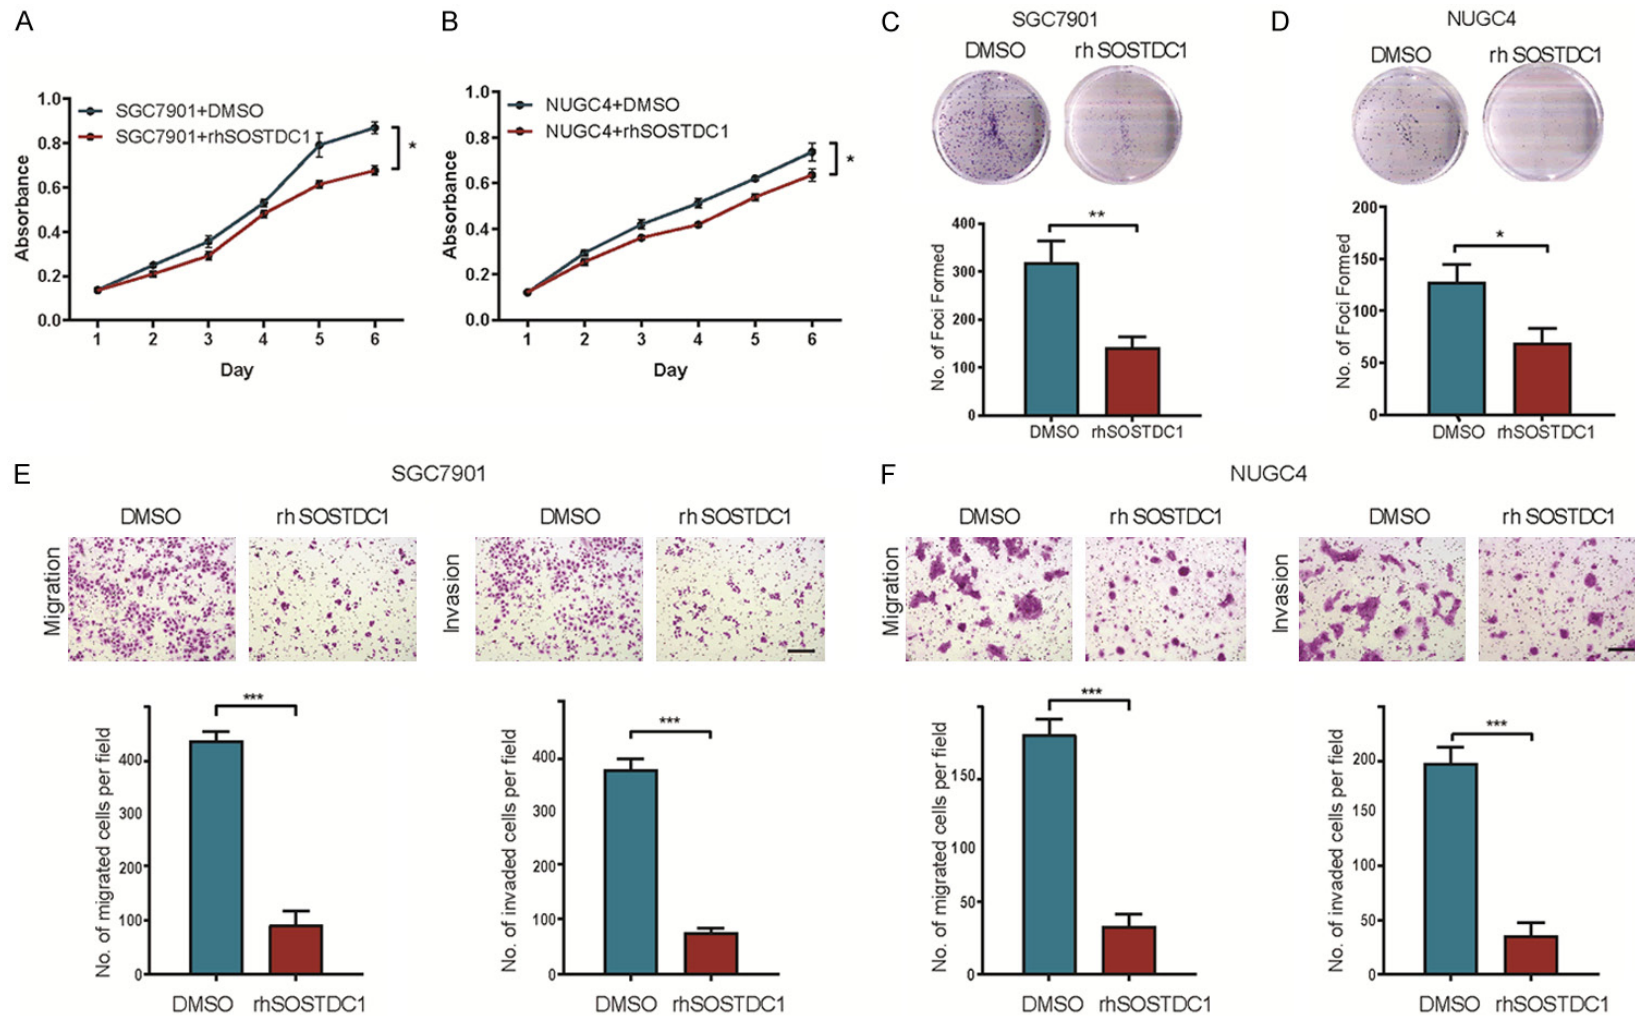 A
SGC7901+DMSO
SGC7901+rhSOSTDC1
*
Absorbance
1.0
0.8
0.6
0.4
0.2
0.0
1 2 3 4 5 6
Day
B
NUGC4+DMSO
NUGC4+rhSOSTDC1
*
Absorbance
1.0
0.8
0.6
0.4
0.2
0.0
1 2 3 4 5 6
Day
C
SGC7901
DMSO rh SOSTDC1
**
No. of Foci Formed
400
300
200
100
0
DMSO rhSOSTDC1
D
NUGC4
DMSO rh SOSTDC1
*
No. of Foci Formed
200
150
100
50
0
DMSO rhSOSTDC1
E
SGC7901
DMSO rh SOSTDC1 DMSO rh SOSTDC1
Migration
Invasion
***
No. of migrated cells per field
400
300
200
100
0
DMSO rhSOSTDC1
***
No. of invaded cells per field
400
300
200
100
0
DMSO rhSOSTDC1
F
NUGC4
DMSO rh SOSTDC1 DMSO rh SOSTDC1
Migration
Invasion
***
No. of migrated cells per field
150
100
50
0
DMSO rhSOSTDC1
***
No. of invaded cells per field
200
150
100
50
0
DMSO rhSOSTDC1